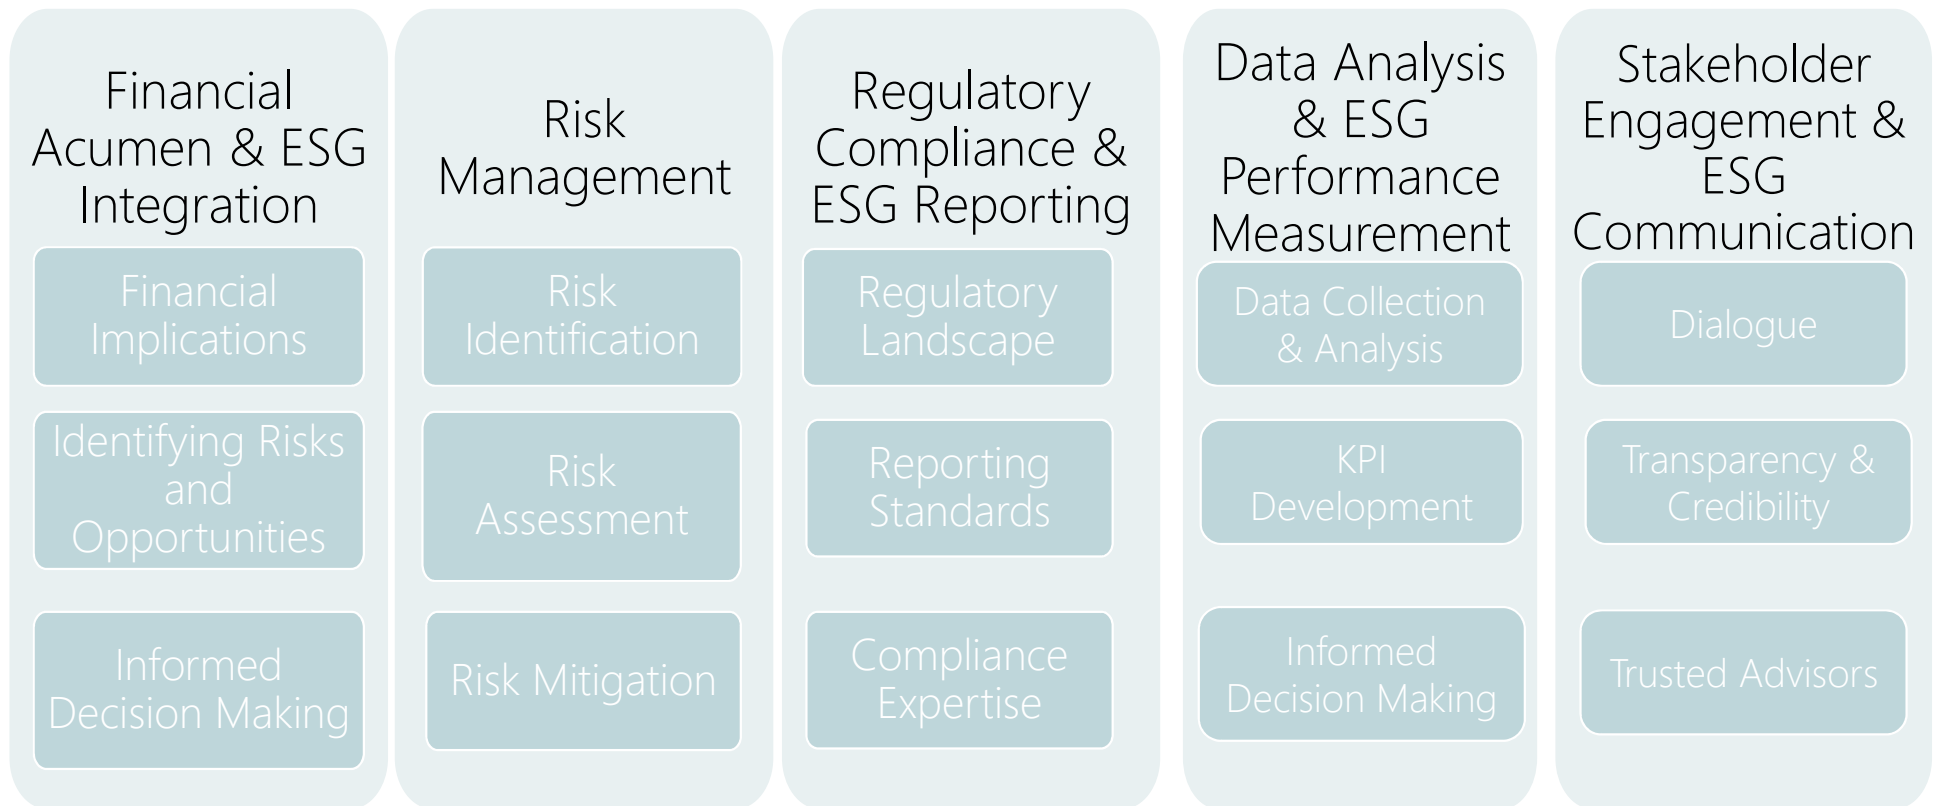 Financial
Acumen & ESG
Integration
Financial
Implications
Identifying Risks
and
Opportunities
Informed
Decision Making
Risk
Management
Risk
Identification
Risk
Assessment
Risk Mitigation
Regulatory
Compliance &
ESG Reporting
Regulatory
Landscape
Reporting
Standards
Compliance
Expertise
Data Analysis
& ESG
Performance
Measurement
Data Collection
& Analysis
KPI
Development
Informed
Decision Making
Stakeholder
Engagement &
ESG
Communication
Dialogue
Transparency &
Credibility
Trusted Advisors